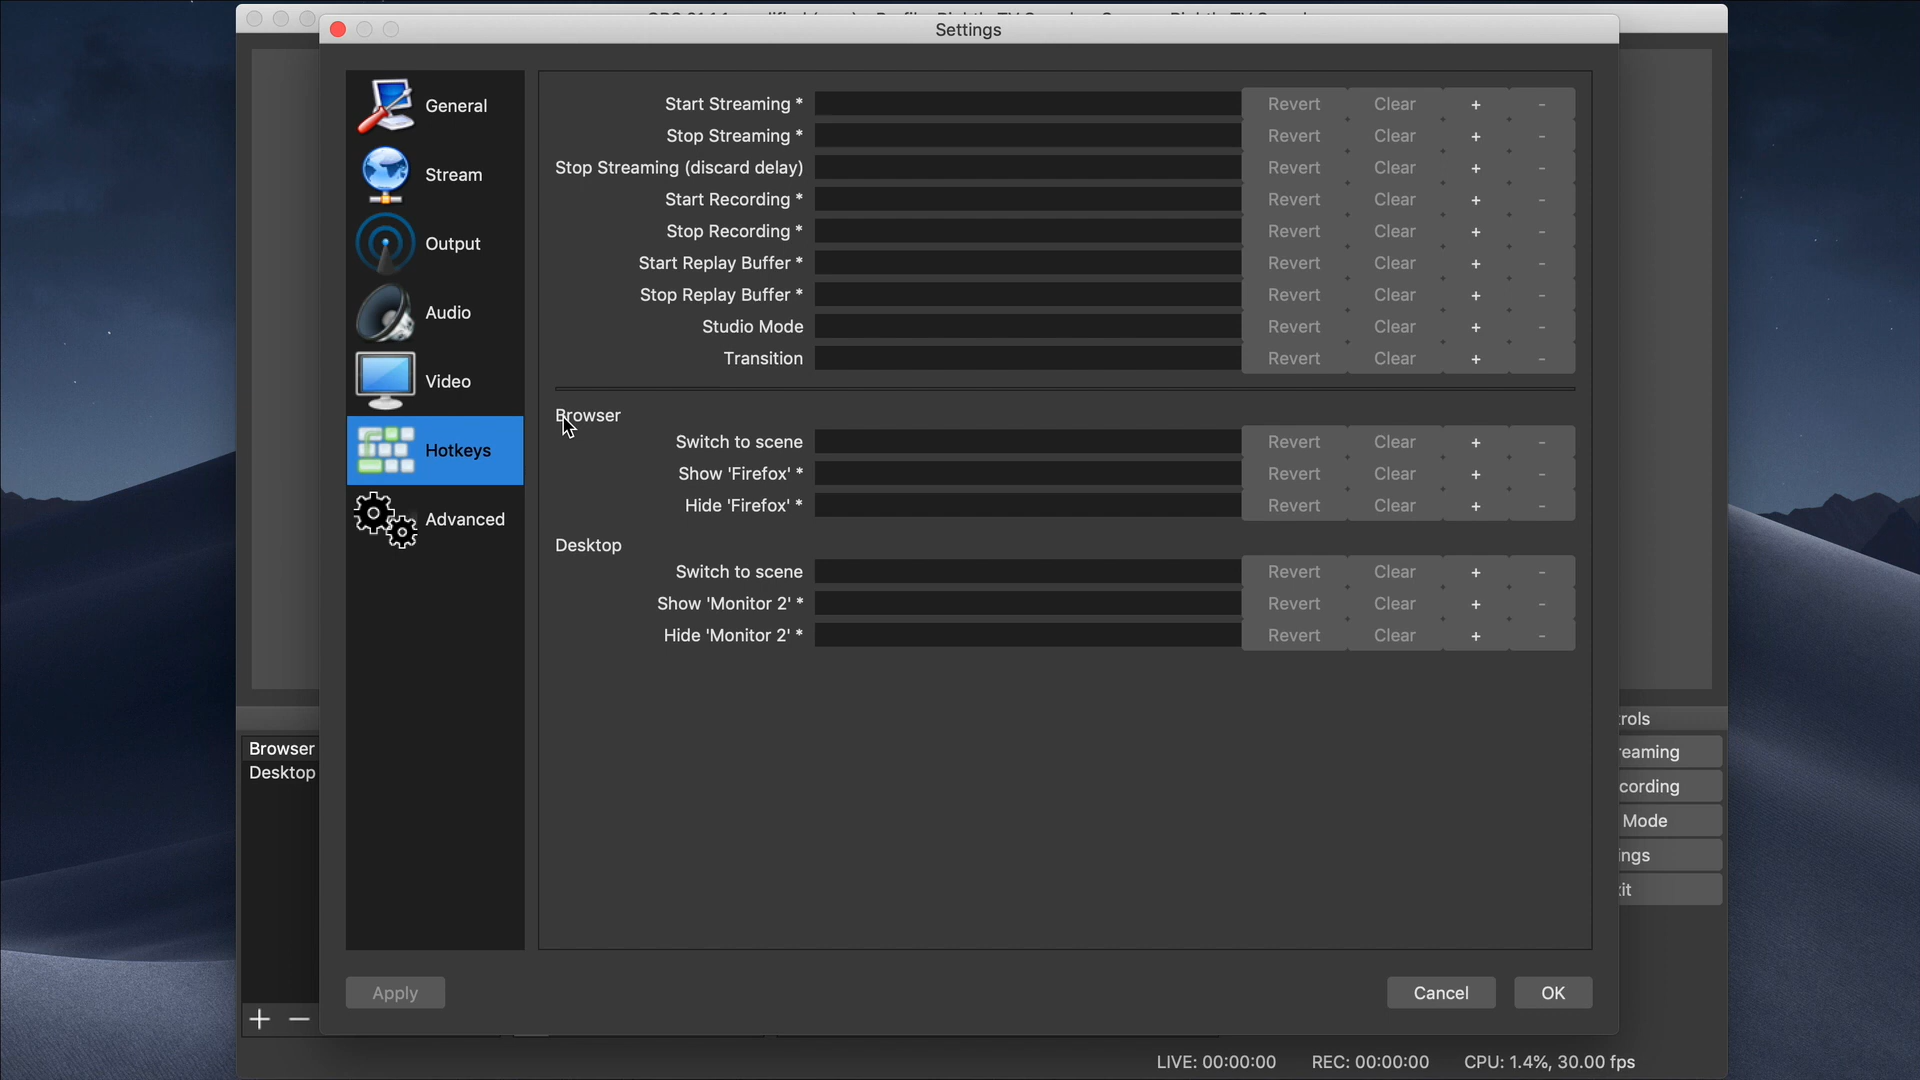 Settings
General
Stream
Output
Audio
Video
Hotkeys
Advanced
Start Streaming * Revert Clear + -
Stop Streaming * Revert Clear + -
Stop Streaming (discard delay) Revert Clear + -
Start Recording * Revert Clear + -
Stop Recording * Revert Clear + -
Start Replay Buffer * Revert Clear + -
Stop Replay Buffer * Revert Clear + -
Studio Mode Revert Clear + -
Transition Revert Clear + -
Browser
Switch to scene Revert Clear + -
Show 'Firefox' * Revert Clear + -
Hide 'Firefox' * Revert Clear + -
Desktop
Switch to scene Revert Clear + -
Show 'Monitor 2' * Revert Clear + -
Hide 'Monitor 2' * Revert Clear + -
Apply
Cancel
OK
Browser
Desktop
rols
eaming
cording
Mode
ings
it
LIVE: 00:00:00 REC: 00:00:00 CPU: 1.4%, 30.00 fps